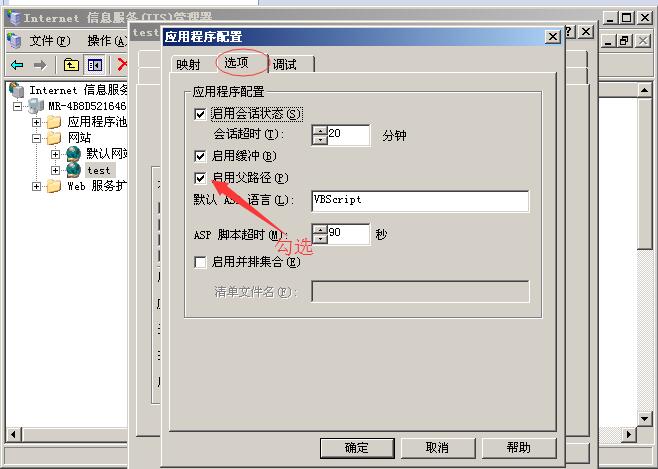 Internet 信息服务(IIS)管理器
文件(F) 操作(A)
test
应用程序配置
映射 选项 调试
Internet 信息服
MR-4B8D521646
应用程序池
网站
默认网站
test
Web 服务扩
应用程序配置
启用会话状态(S)
会话超时(T): 20 分钟
启用缓冲(B)
启用父路径(P)
默认 ASP 语言(L): VBScript
ASP 脚本超时(M): 90 秒
勾选
启用并排集合(E)
清单文件名(F):
确定 取消 帮助